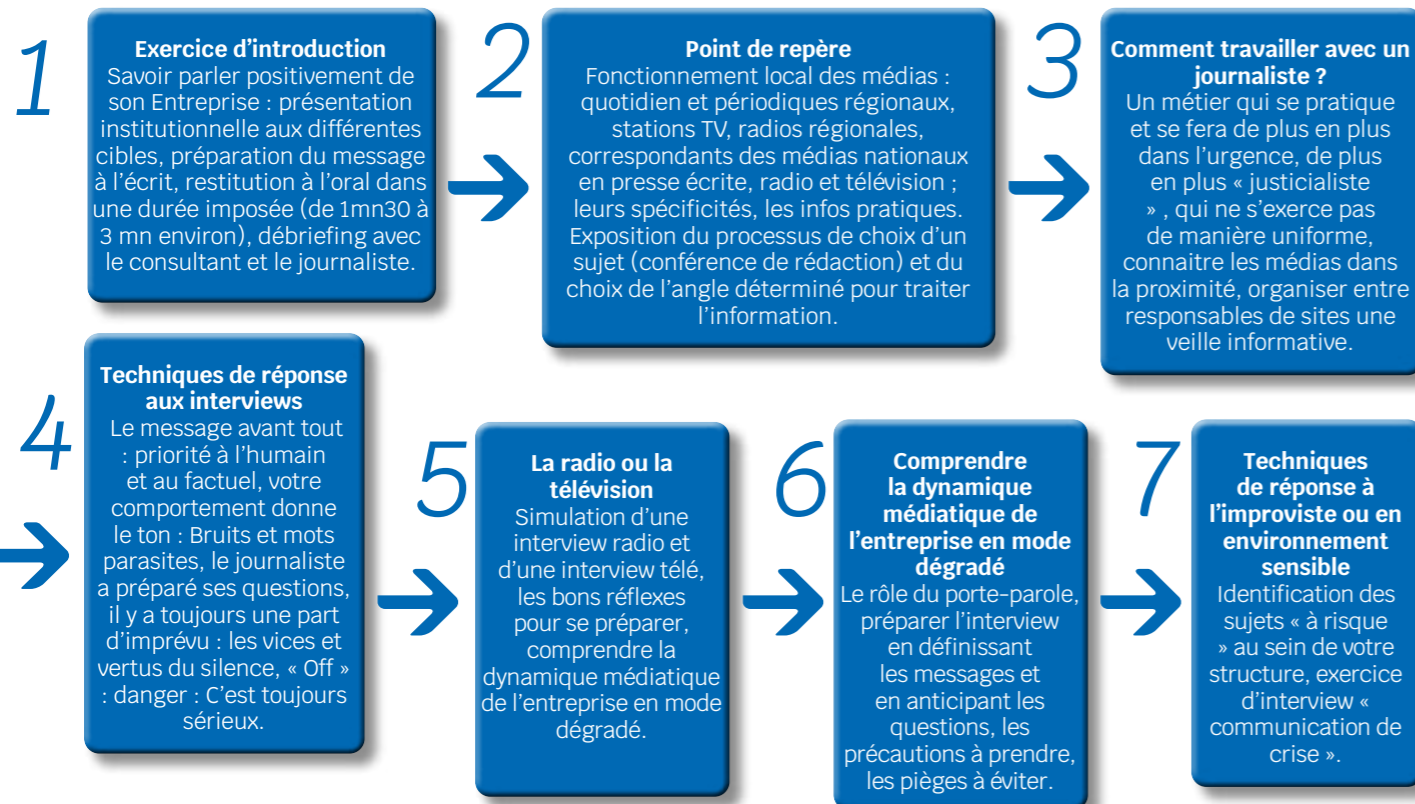 1
Exercice d’introduction
Savoir parler positivement de
son Entreprise : présentation
institutionnelle aux différentes
cibles, préparation du message
à l’écrit, restitution à l’oral dans
une durée imposée (de 1mn30 à
3 mn environ), débriefing avec
le consultant et le journaliste.
2
Point de repère
Fonctionnement local des médias :
quotidien et périodiques régionaux,
stations TV, radios régionales,
correspondants des médias nationaux
en presse écrite, radio et télévision ;
leurs spécificités, les infos pratiques.
Exposition du processus de choix d’un
sujet (conférence de rédaction) et du
choix de l’angle déterminé pour traiter
l’information.
3
Comment travailler avec un
journaliste ?
Un métier qui se pratique
et se fera de plus en plus
dans l’urgence, de plus
en plus « justicialiste
» , qui ne s’exerce pas
de manière uniforme,
connaitre les médias dans
la proximité, organiser entre
responsables de sites une
veille informative.
4
Techniques de réponse
aux interviews
Le message avant tout
: priorité à l’humain
et au factuel, votre
comportement donne
le ton : Bruits et mots
parasites, le journaliste
a préparé ses questions,
il y a toujours une part
d’imprévu : les vices et
vertus du silence, « Off »
: danger : C’est toujours
sérieux.
5
La radio ou la
télévision
Simulation d’une
interview radio et
d’une interview télé,
les bons réflexes
pour se préparer,
comprendre la
dynamique médiatique
de l’entreprise en mode
dégradé.
6
Comprendre
la dynamique
médiatique de
l’entreprise en mode
dégradé
Le rôle du porte-parole,
préparer l’interview
en définissant
les messages et
en anticipant les
questions, les
précautions à prendre,
les pièges à éviter.
7
Techniques
de réponse à
l’improviste ou en
environnement
sensible
Identification des
sujets « à risque
» au sein de votre
structure, exercice
d’interview «
communication de
crise ».